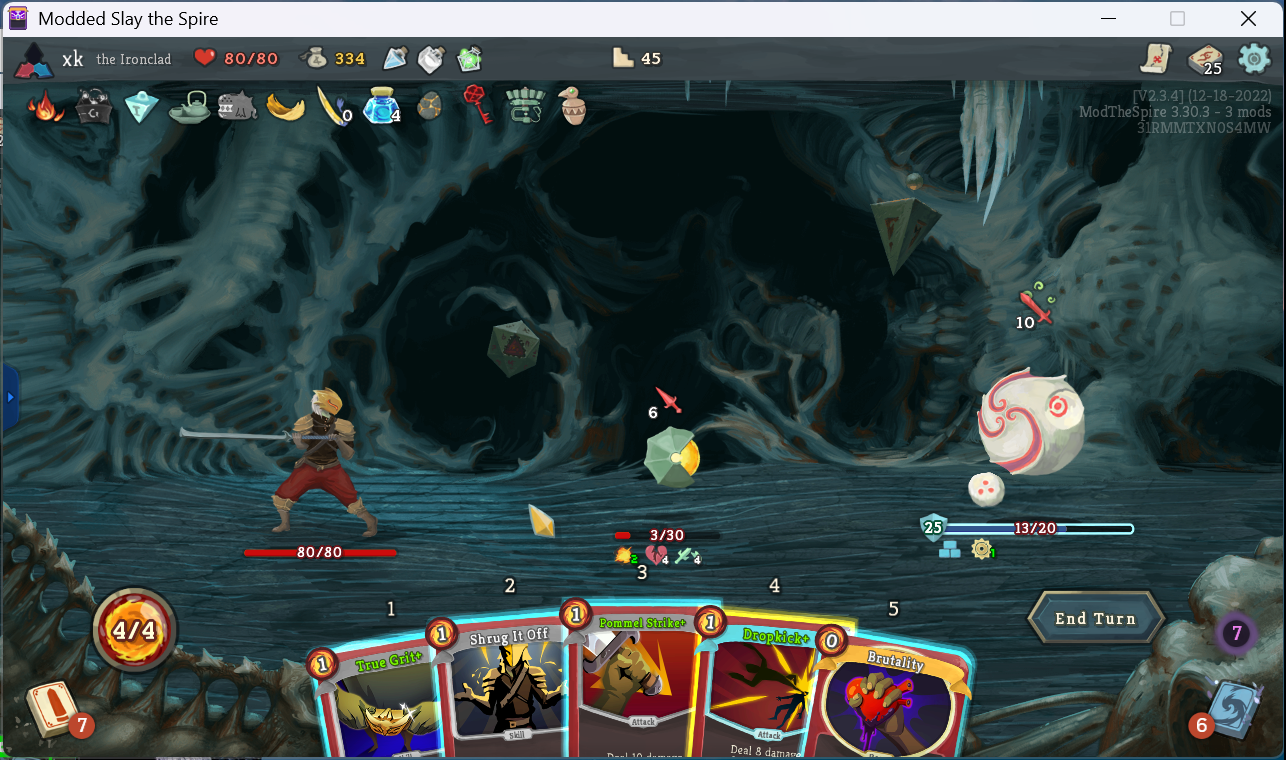 Modded Slay the Spire
xk the Ironclad 80/80 334 45 25
0 4
[V2.3.4] (12-18-2022)
ModTheSpire 3.30.3 - 3 mods
31RMMTXN0S4MW
10
6
25 13/20
3/30
80/80
2 4 4
1
1 2 3 4 5
4/4
End Turn
7
1 True Grit+
1 Shrug It Off
Skill
1 Pommel Strike+
Attack
Deal 10 damage
1 Dropkick+
Attack
Deal 8 damage
0 Brutality
7
6